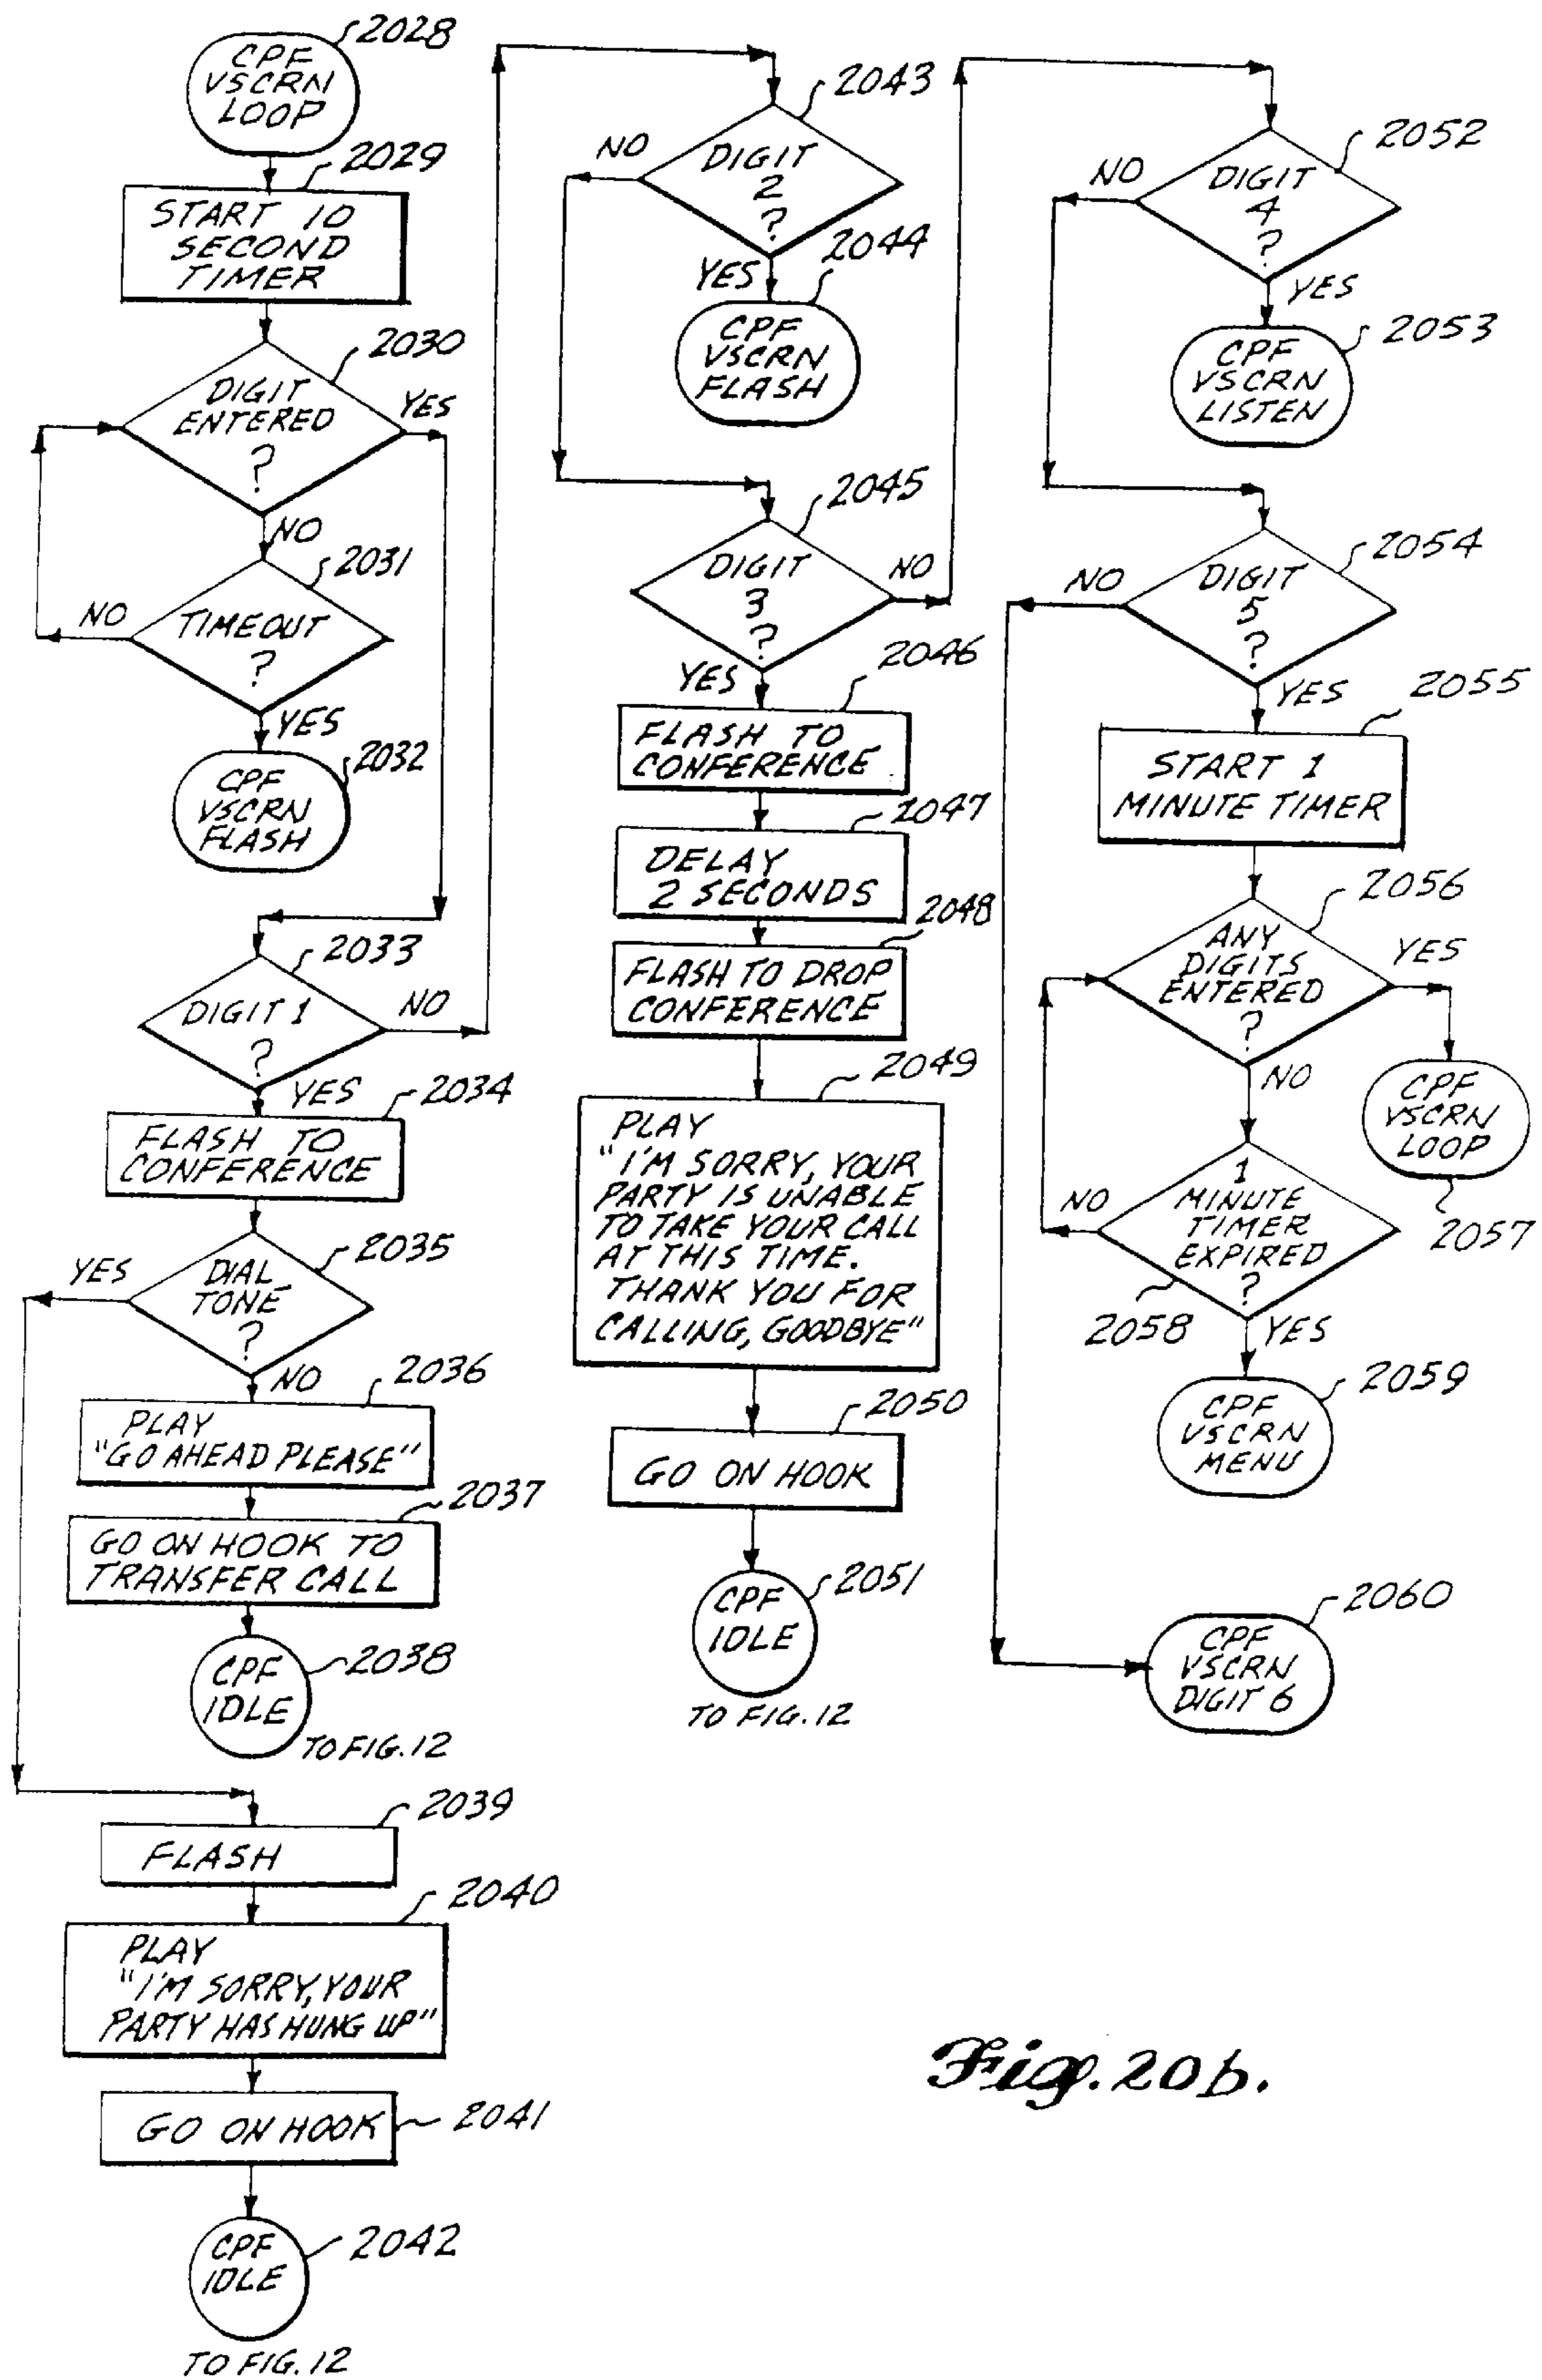 2028
CPF
VSCRN
LOOP
2029
START 10
SECOND
TIMER
2030
DIGIT
ENTERED
?
YES
NO
2031
TIMEOUT
?
NO
YES
2032
CPF
VSCRN
FLASH
2033
DIGIT 1
?
NO
YES
2034
FLASH TO
CONFERENCE
2035
DIAL
TONE
?
YES
NO
2036
PLAY
"GO AHEAD PLEASE"
2037
GO ON HOOK TO
TRANSFER CALL
2038
CPF
IDLE
TO FIG. 12
2039
FLASH
2040
PLAY
"I'M SORRY, YOUR
PARTY HAS HUNG UP"
GO ON HOOK
2041
CPF
IDLE
2042
TO FIG. 12
2043
DIGIT
2
?
NO
YES
2044
CPF
VSCRN
FLASH
2045
DIGIT
3
?
NO
YES
2046
FLASH TO
CONFERENCE
2047
DELAY
2 SECONDS
2048
FLASH TO DROP
CONFERENCE
2049
PLAY
"I'M SORRY, YOUR
PARTY IS UNABLE
TO TAKE YOUR CALL
AT THIS TIME.
THANK YOU FOR
CALLING, GOODBYE"
2050
GO ON HOOK
2051
CPF
IDLE
TO FIG. 12
2052
DIGIT
4
?
NO
YES
2053
CPF
VSCRN
LISTEN
2054
DIGIT
5
?
NO
YES
2055
START 1
MINUTE TIMER
2056
ANY
DIGITS
ENTERED
?
YES
NO
CPF
VSCRN
LOOP
2057
1
MINUTE
TIMER
EXPIRED
?
NO
2058
YES
2059
CPF
VSCRN
MENU
2060
CPF
VSCRN
DIGIT 6
Fig. 20b.